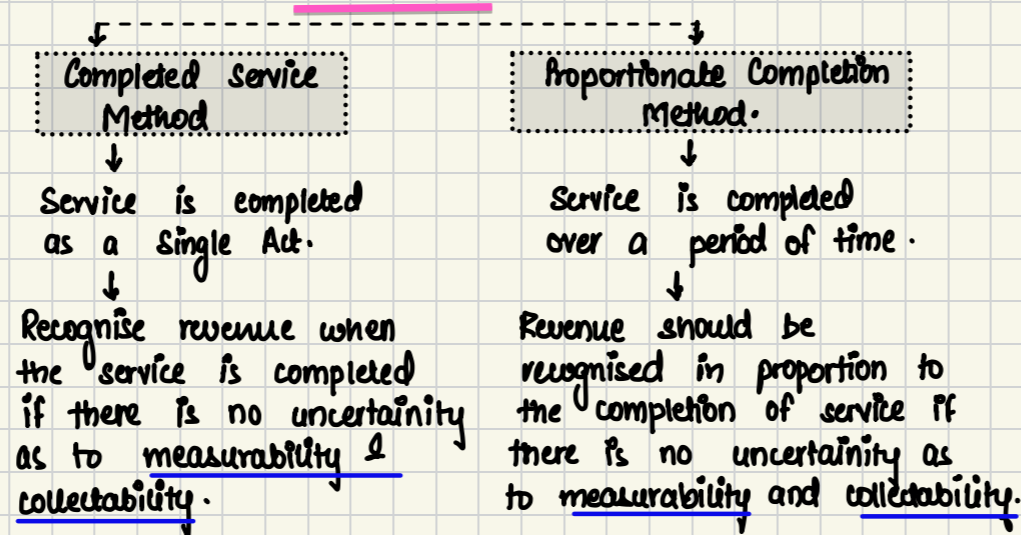 Completed Service
Method
Service is completed
as a Single Act.
Recognise revenue when
the service is completed
if there is no uncertainity
as to measurability &
collectability.
Proportionate Completion
Method.
Service is completed
over a period of time.
Revenue should be
recognised in proportion to
the completion of service if
there is no uncertainity as
to measurability and collectability.